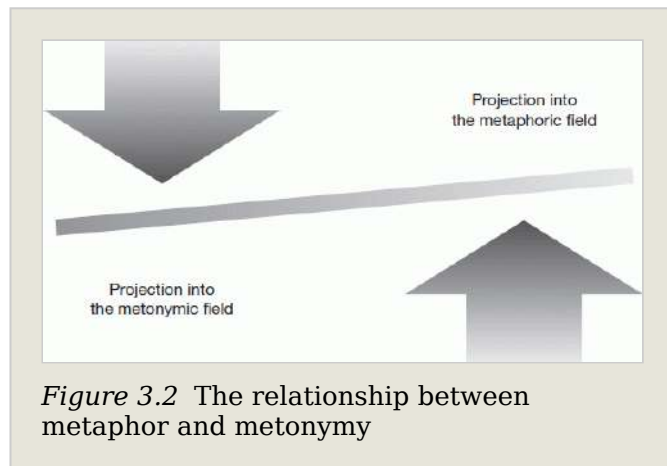 Projection into
the metaphoric field
Projection into
the metonymic field
Figure 3.2 The relationship between
metaphor and metonymy